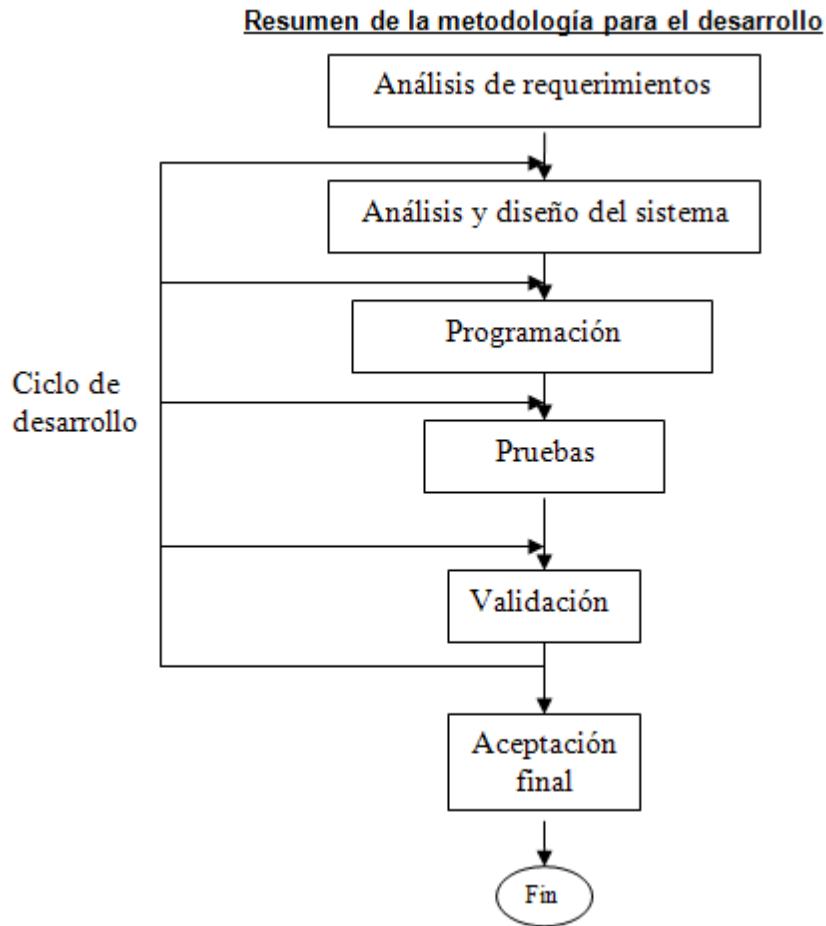 Resumen de la metodología para el desarrollo
Análisis de requerimientos
Análisis y diseño del sistema
Programación
Ciclo de
desarrollo
Pruebas
Validación
Aceptación
final
Fin